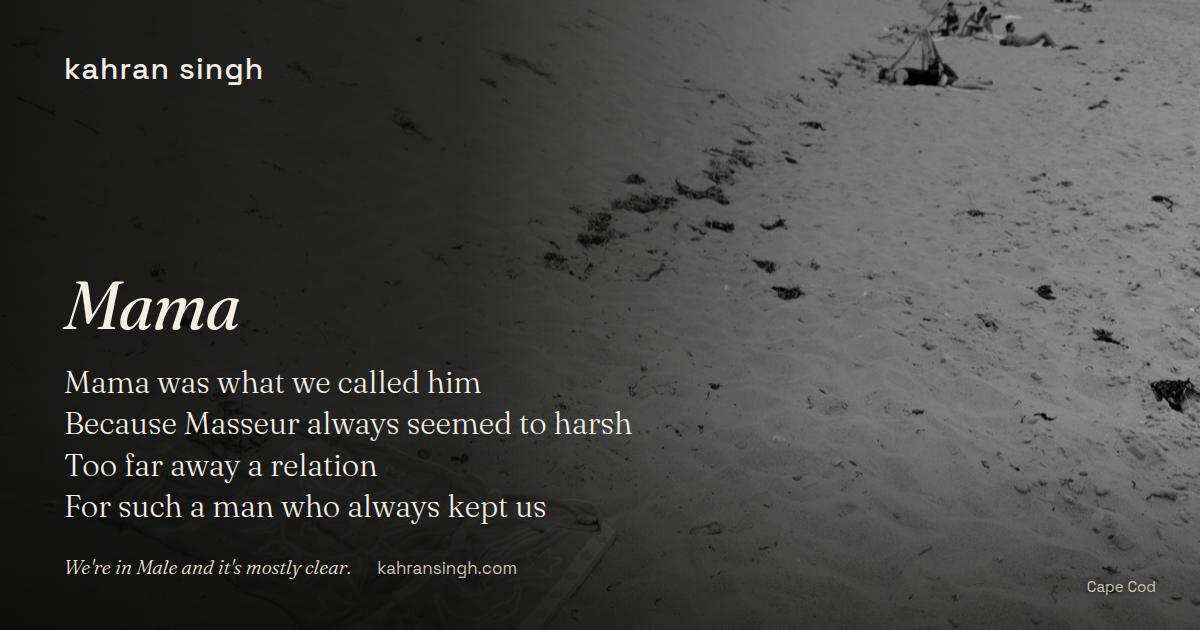 kahran singh
Mama
Mama was what we called him
Because Masseur always seemed to harsh
Too far away a relation
For such a man who always kept us
We're in Male and it's mostly clear. kahransingh.com
Cape Cod